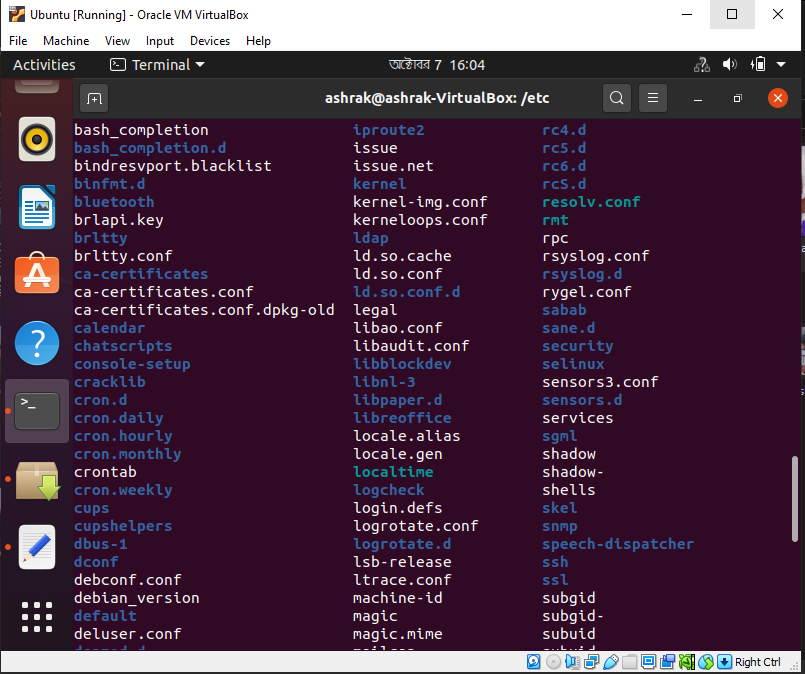 Ubuntu [Running] - Oracle VM VirtualBox
File Machine View Input Devices Help
Activities Terminal অক্টোবর 7 16:04
ashrak@ashrak-VirtualBox: /etc
bash_completion iproute2 rc4.d
bash_completion.d issue rc5.d
bindresvport.blacklist issue.net rc6.d
binfmt.d kernel rcS.d
bluetooth kernel-img.conf resolv.conf
brlapi.key kerneloops.conf rmt
brltty ldap rpc
brltty.conf ld.so.cache rsyslog.conf
ca-certificates ld.so.conf rsyslog.d
ca-certificates.conf ld.so.conf.d rygel.conf
ca-certificates.conf.dpkg-old legal sabab
calendar libao.conf sane.d
chatscripts libaudit.conf security
console-setup libblockdev selinux
cracklib libnl-3 sensors3.conf
cron.d libpaper.d sensors.d
cron.daily libreoffice services
cron.hourly locale.alias sgml
cron.monthly locale.gen shadow
crontab localtime shadow-
cron.weekly logcheck shells
cups login.defs skel
cupshelpers logrotate.conf snmp
dbus-1 logrotate.d speech-dispatcher
dconf lsb-release ssh
debconf.conf ltrace.conf ssl
debian_version machine-id subgid
default magic subgid-
deluser.conf magic.mime subuid
Right Ctrl